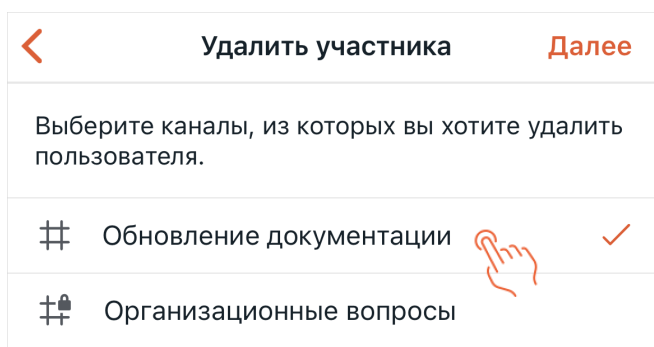 Удалить участника Далее
Выберите каналы, из которых вы хотите удалить
пользователя.
Обновление документации
Организационные вопросы